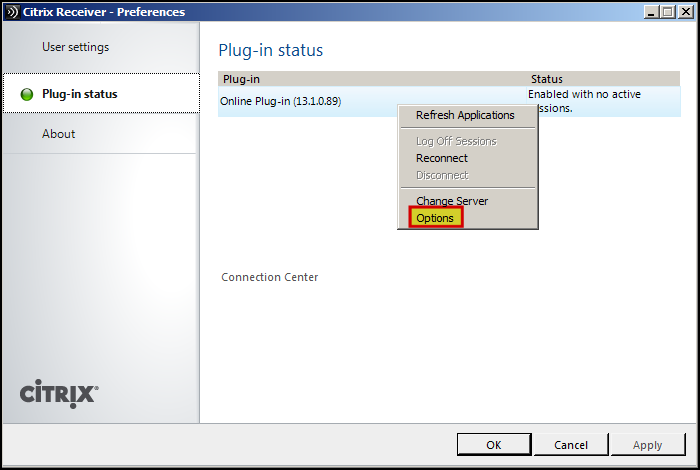 Citrix Receiver - Preferences
User settings
Plug-in status
About
Plug-in status
Plug-in Status
Online Plug-in (13.1.0.89) Enabled with no active
ssions.
Refresh Applications
Log Off Sessions
Reconnect
Disconnect
Change Server
Options
Connection Center
CİTRIX®
OK Cancel Apply